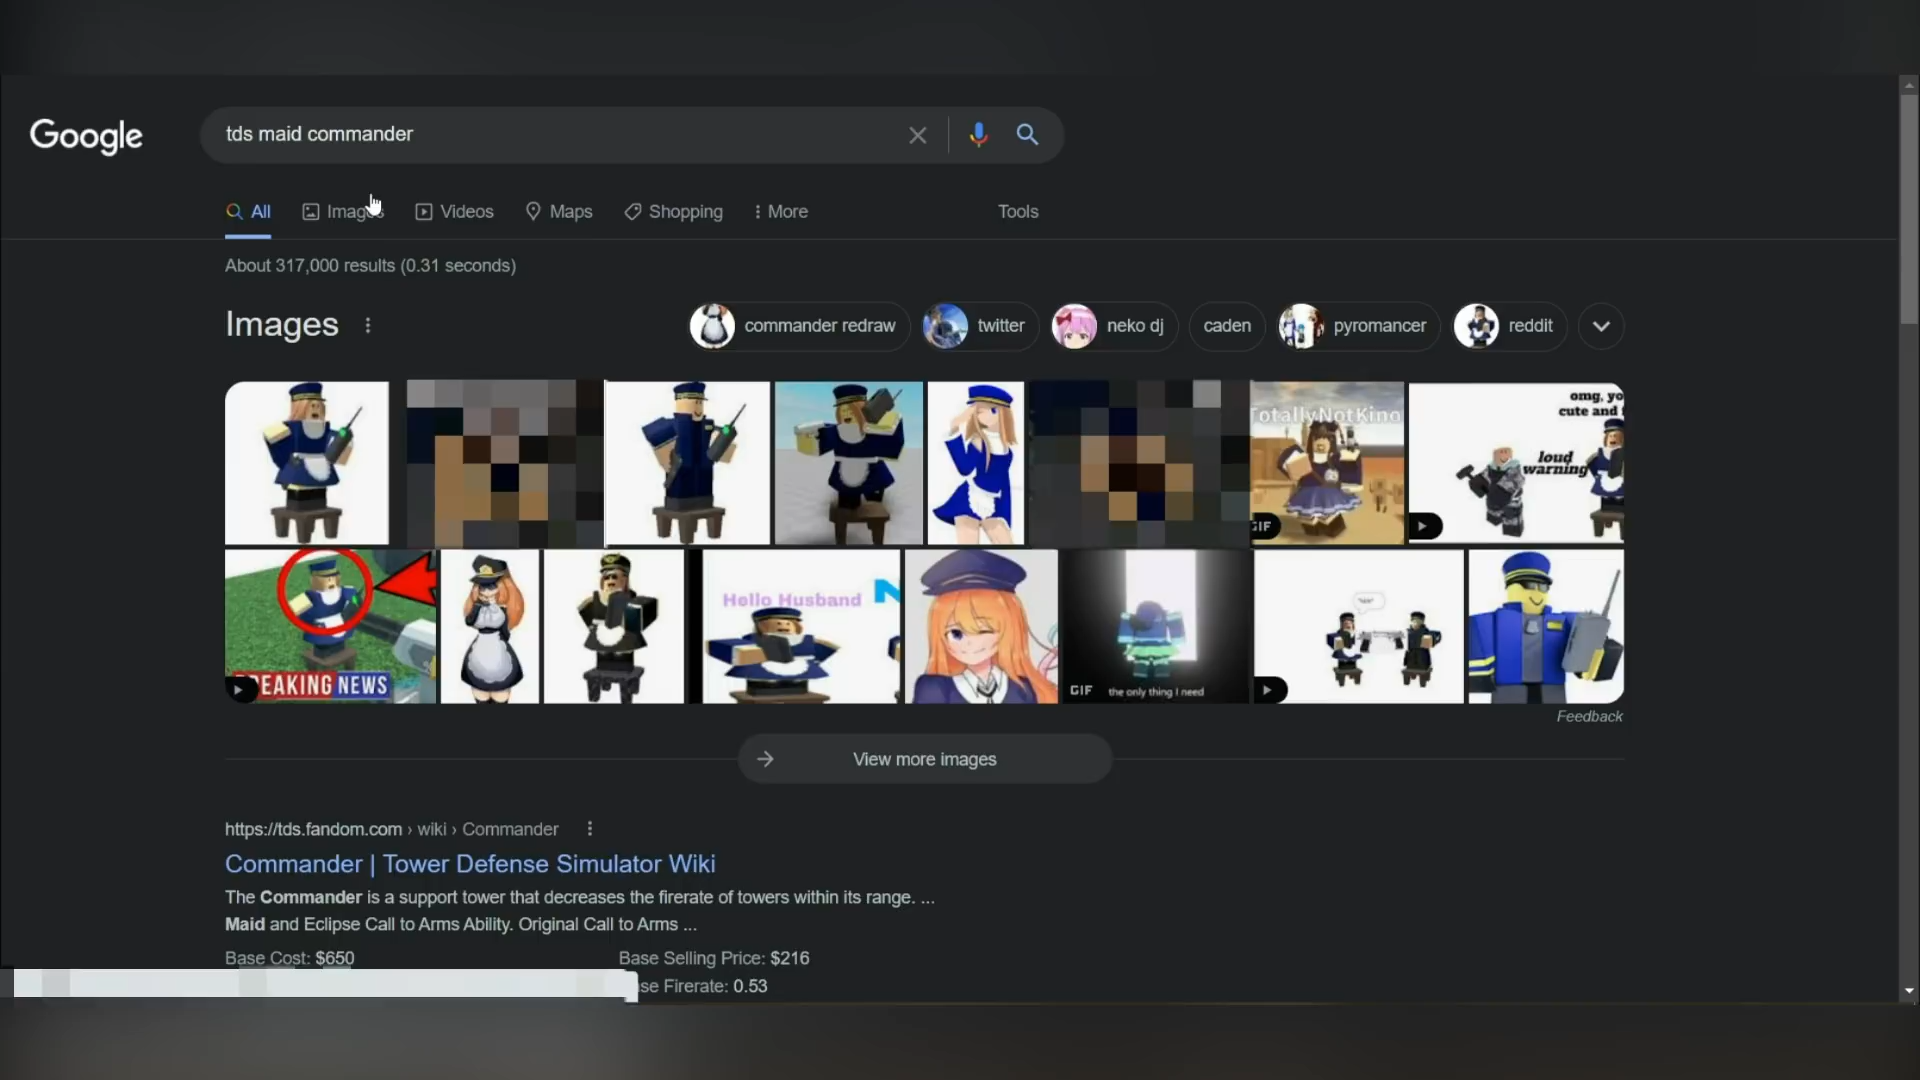 Google
tds maid commander
All
Images
Videos
Maps
Shopping
More
Tools
About 317,000 results (0.31 seconds)
Images
commander redraw
twitter
neko dj
caden
pyromancer
reddit
TotallyNotKino
GIF
omg, yo
cute and
loud
warning
BREAKING NEWS
Hello Husband
N
GIF
the only thing I need
Feedback
View more images
https://tds.fandom.com › wiki › Commander
Commander | Tower Defense Simulator Wiki
The Commander is a support tower that decreases the firerate of towers within its range. ...
Maid and Eclipse Call to Arms Ability. Original Call to Arms ...
Base Cost: $650
Base Selling Price: $216
se Firerate: 0.53